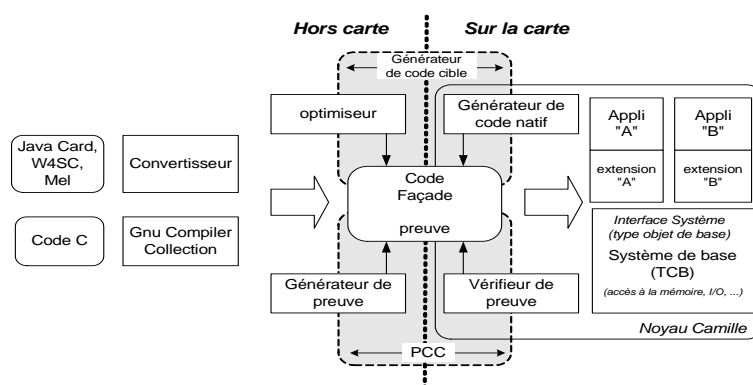 Hors carte
Sur la carte
Générateur
de code cible
optimiseur
Générateur de
code natif
Appli
"A"
Appli
"B"
extension
"A"
extension
"B"
Java Card,
W4SC,
Mel
Convertisseur
Code
Façade
preuve
Code C
Gnu Compiler
Collection
Interface Système
(type objet de base)
Système de base
(TCB)
(accès à la mémoire, I/O, ...)
Générateur de
preuve
Vérifieur de
preuve
Noyau Camille
PCC